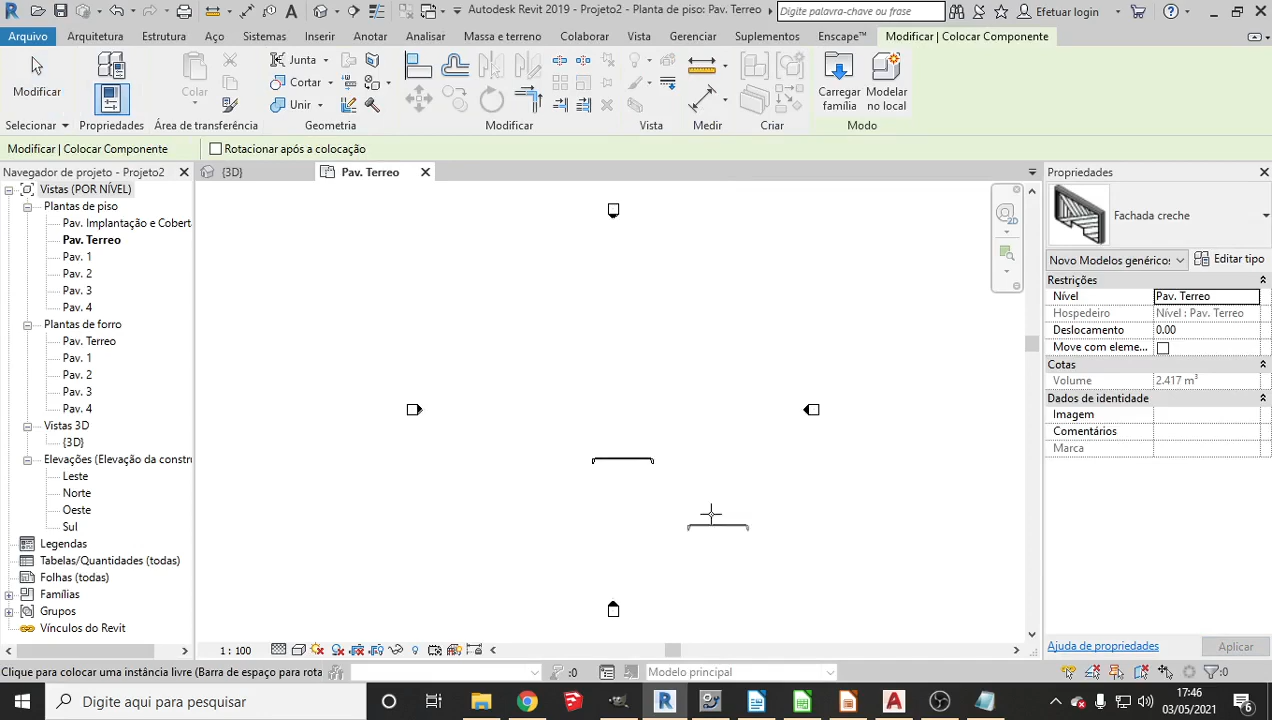 Autodesk Revit 2019 - Projeto2 - Planta de piso: Pav. Terreo
Digite palavra-chave ou frase
Efetuar login
Arquivo Arquitetura Estrutura Aço Sistemas Inserir Anotar Analisar Massa e terreno Colaborar Vista Gerenciar Suplementos Enscape™ Modificar | Colocar Componente
Modificar
Colar
Junta
Cortar
Unir
Carregar família
Modelar no local
Selecionar Propriedades Área de transferência Geometria Modificar Vista Medir Criar Modo
Modificar | Colocar Componente Rotacionar após a colocação
Navegador de projeto - Projeto2
{3D}
Pav. Terreo
Propriedades
Vistas (POR NÍVEL)
Plantas de piso
Pav. Implantação e Cobert
Pav. Terreo
Pav. 1
Pav. 2
Pav. 3
Pav. 4
Plantas de forro
Pav. Terreo
Pav. 1
Pav. 2
Pav. 3
Pav. 4
Vistas 3D
{3D}
Elevações (Elevação da constru
Leste
Norte
Oeste
Sul
Legendas
Tabelas/Quantidades (todas)
Folhas (todas)
Famílias
Grupos
Vínculos do Revit
2D
Fachada creche
Novo Modelos genéricos Editar tipo
Restrições
Nível Pav. Terreo
Hospedeiro Nível : Pav. Terreo
Deslocamento 0.00
Move com eleme...
Cotas
Volume 2.417 m³
Dados de identidade
Imagem
Comentários
Marca
Ajuda de propriedades Aplicar
1 : 100
Clique para colocar uma instância livre (Barra de espaço para rota
:0
Modelo principal
:0
Digite aqui para pesquisar
17:46
03/05/2021